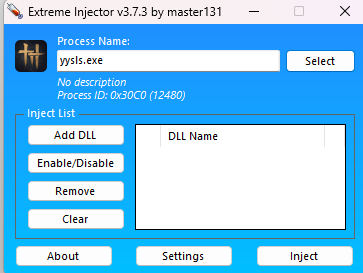 Extreme Injector v3.7.3 by master131
Process Name:
yysls.exe
Select
No description
Process ID: 0x30C0 (12480)
Inject List
Add DLL
DLL Name
Enable/Disable
Remove
Clear
About
Settings
Inject